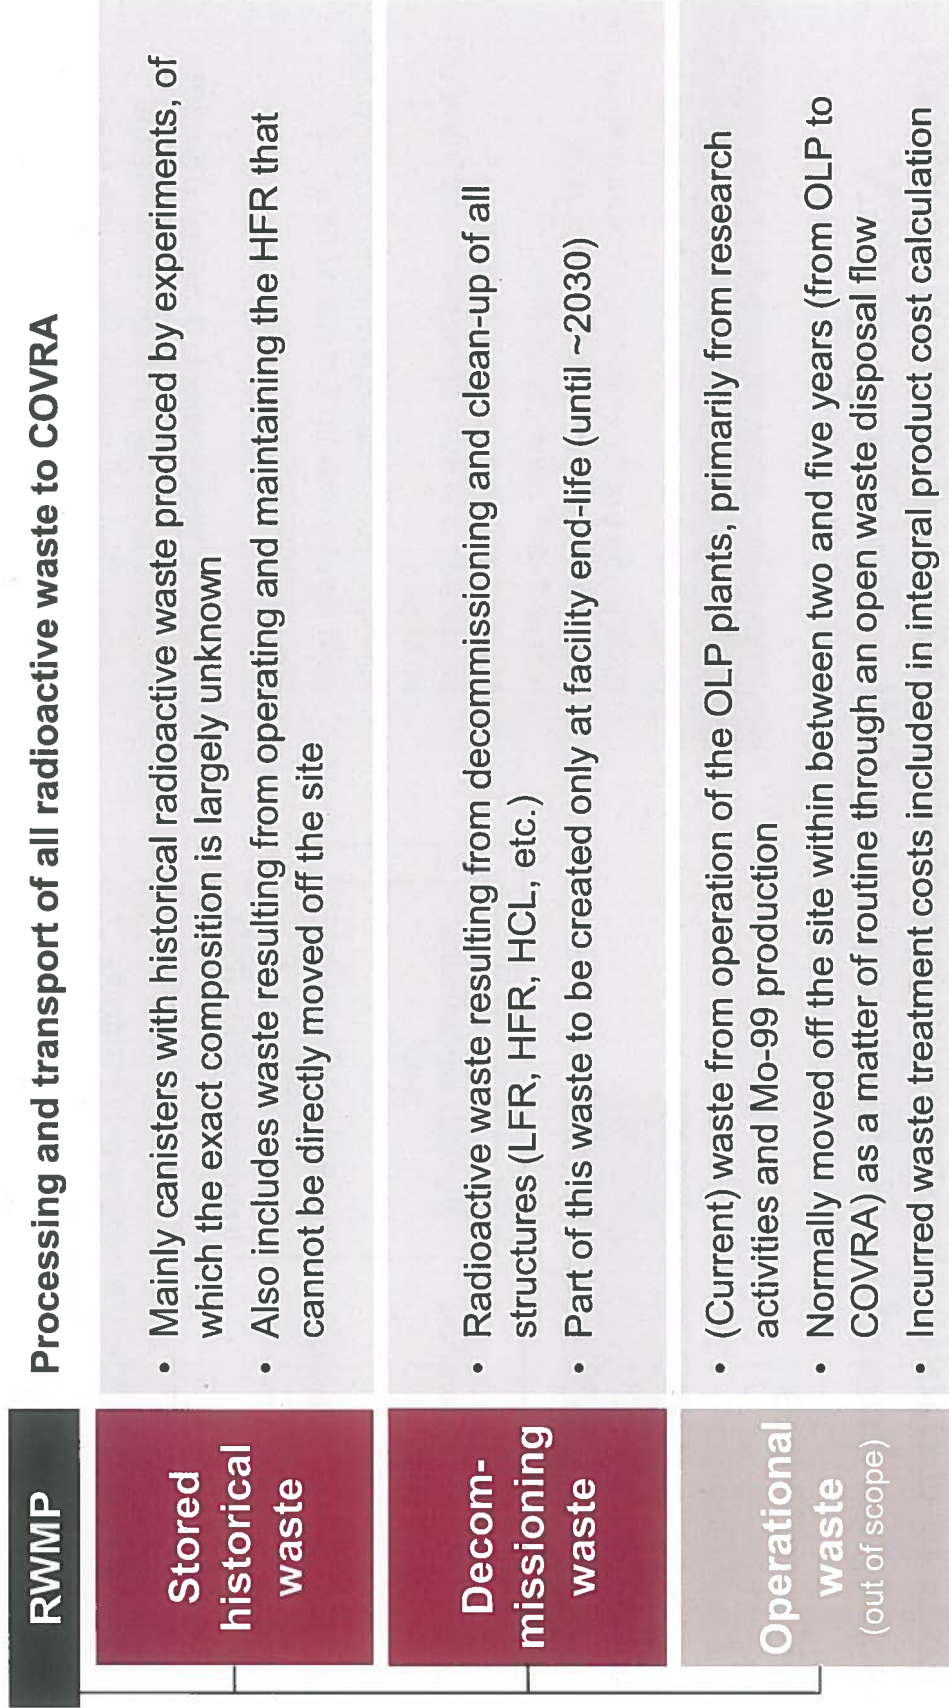 RWMP
Processing and transport of all radioactive waste to COVRA
Stored
historical
waste
• Mainly canisters with historical radioactive waste produced by experiments, of
which the exact composition is largely unknown
• Also includes waste resulting from operating and maintaining the HFR that
cannot be directly moved off the site
Decom-
missioning
waste
• Radioactive waste resulting from decommissioning and clean-up of all
structures (LFR, HFR, HCL, etc.)
• Part of this waste to be created only at facility end-life (until ~2030)
Operational
waste
(out of scope)
• (Current) waste from operation of the OLP plants, primarily from research
activities and Mo-99 production
• Normally moved off the site within between two and five years (from OLP to
COVRA) as a matter of routine through an open waste disposal flow
• Incurred waste treatment costs included in integral product cost calculation